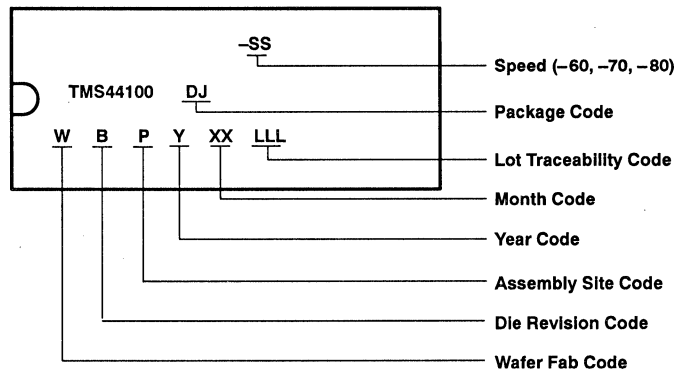 –SS
Speed (–60, –70, –80)
TMS44100 DJ
Package Code
W B P Y XX LLL
Lot Traceability Code
Month Code
Year Code
Assembly Site Code
Die Revision Code
Wafer Fab Code